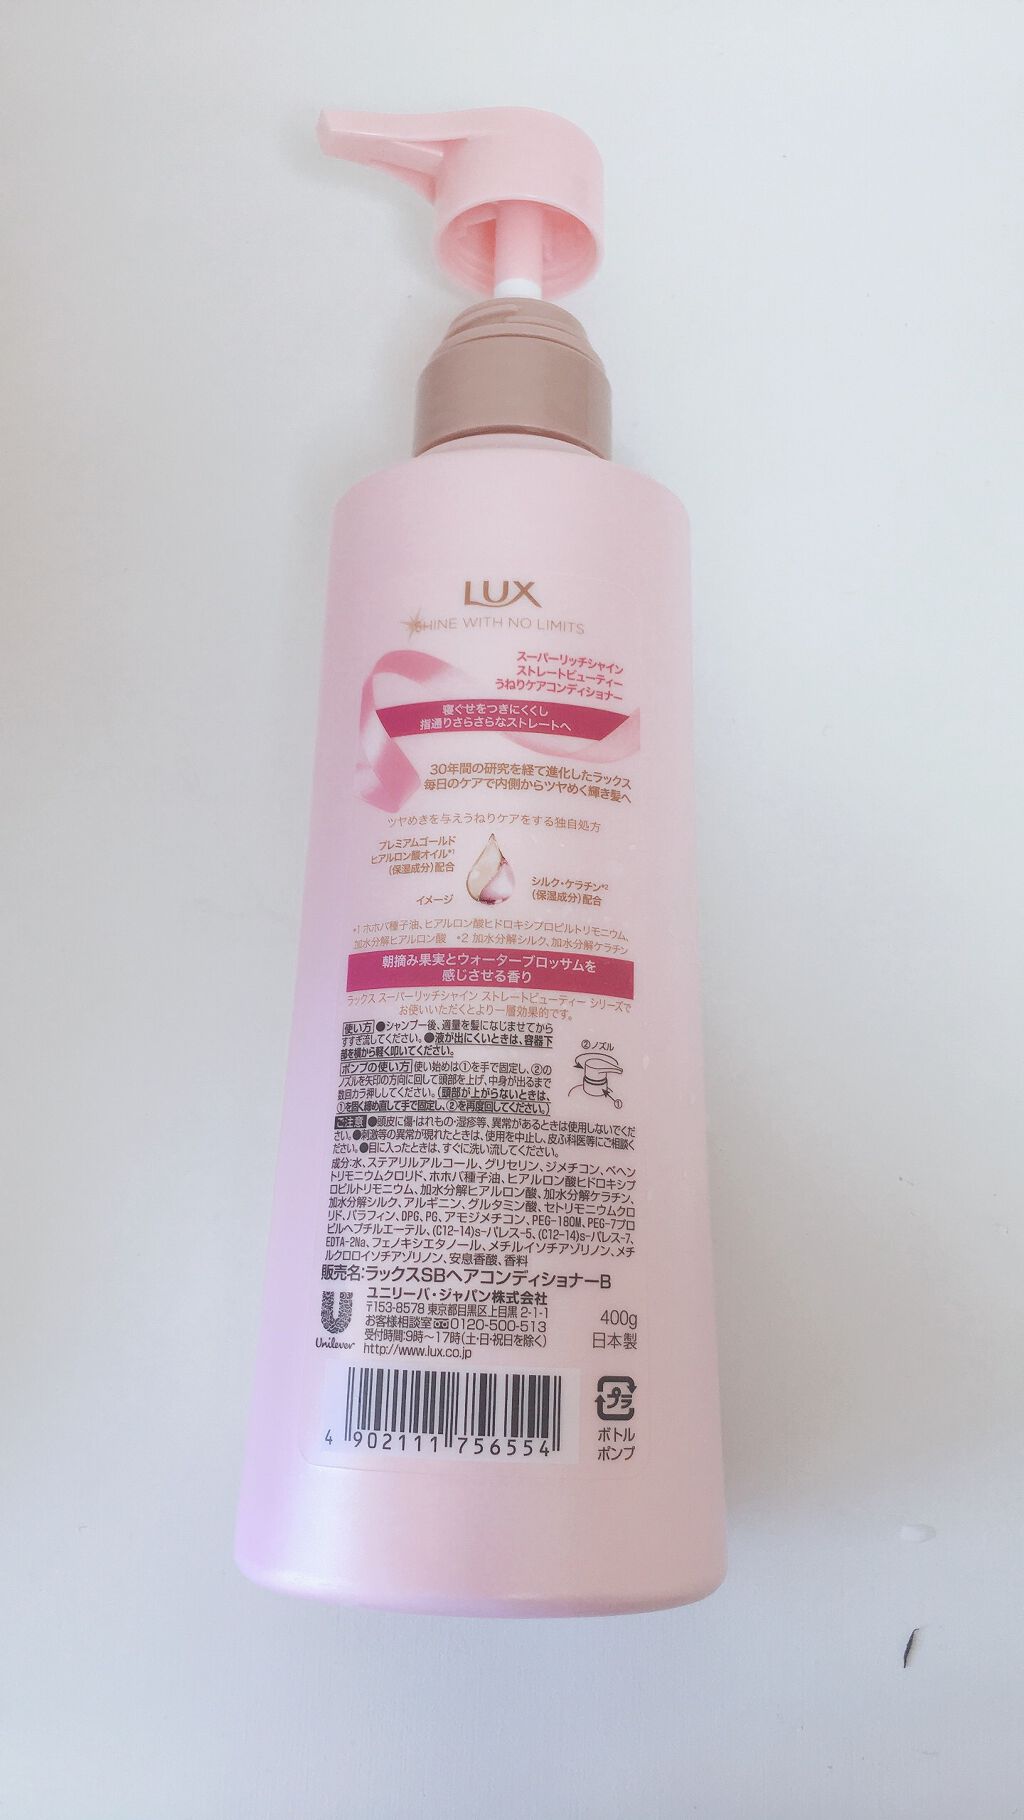 LUX
SHINE WITH NO LIMITS
スーパーリッチシャイン
ストレートビューティー
うねりケアコンディショナー
寝ぐせをつきにくくし
指通りさらさらなストレートへ
30年間の研究を経て進化したラックス
毎日のケアで内側からツヤめく輝き髪へ
ツヤめきを与えうねりケアをする独自処方
プレミアムゴールド
ヒアルロン酸オイル*1
(保湿成分)配合
シルク・ケラチン*2
(保湿成分)配合
イメージ
*1 ホホバ種子油、ヒアルロン酸ヒドロキシプロピルトリモニウム、
加水分解ヒアルロン酸 *2 加水分解シルク、加水分解ケラチン
朝摘み果実とウォーターブロッサムを
感じさせる香り
ラックス スーパーリッチシャイン ストレートビューティー シリーズで
お使いいただくとより一層効果的です。
使い方 ●シャンプー後、適量を髪になじませてから
すすぎ流してください。●液が出にくいときは、容器下
部を横から軽く叩いてください。
ポンプの使い方 使い始めは①を手で固定し、②の
ノズルを矢印の方向に回して頭部を上げ、中身が出るまで
数回カラ押ししてください。(頭部が上がらないときは、
①を固く締め直して手で固定し、②を再度回してください。)
②ノズル
①
ご注意 ●頭皮に傷・はれもの・湿疹等、異常があるときは使用しないでくだ
さい。●刺激等の異常が現れたときは、使用を中止し、皮ふ科医等にご相談く
ださい。●目に入ったときは、すぐに洗い流してください。
成分:水、ステアリルアルコール、グリセリン、ジメチコン、ベヘン
トリモニウムクロリド、ホホバ種子油、ヒアルロン酸ヒドロキシプ
ロピルトリモニウム、加水分解ヒアルロン酸、加水分解ケラチン、
加水分解シルク、アルギニン、グルタミン酸、セトリモニウムクロ
リド、パラフィン、DPG、PG、アモジメチコン、PEG-180M、PEG-7プロ
ピルヘプチルエーテル、(C12-14)s-パレス-5、(C12-14)s-パレス-7、
EDTA-2Na、フェノキシエタノール、メチルイソチアゾリノン、メチ
ルクロロイソチアゾリノン、安息香酸、香料
販売名:ラックスSBヘアコンディショナーB
ユニリーバ・ジャパン株式会社
〒153-8578 東京都目黒区上目黒 2-1-1
お客様相談室 0120-500-513
受付時間:9時〜17時(土・日・祝日を除く)
http://www.lux.co.jp
Unilever
400g
日本製
4 902111 756554
プラ
ボトル
ポンプ